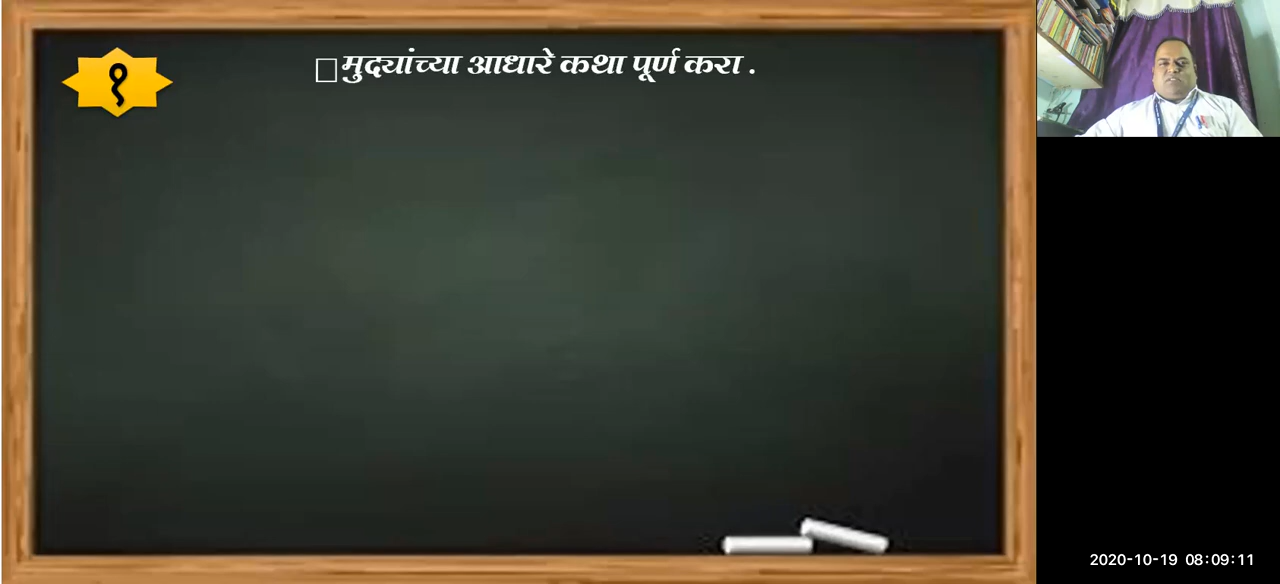 १
मुद्यांच्या आधारे कथा पूर्ण करा .
2020-10-19 08:09:11